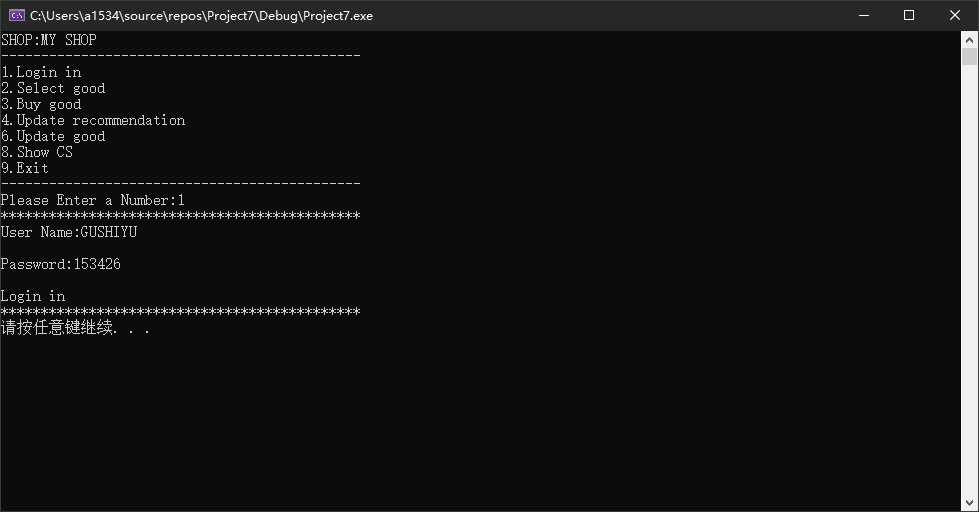 C:\Users\a1534\source\repos\Project7\Debug\Project7.exe
SHOP:MY SHOP
---------------------------------------------
1.Login in
2.Select good
3.Buy good
4.Update recommendation
6.Update good
8.Show CS
9.Exit
---------------------------------------------
Please Enter a Number:1
*********************************************
User Name:GUSHIYU
Password:153426
Login in
*********************************************
请按任意键继续. . .